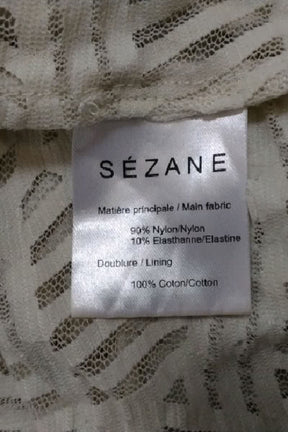 SÉZANE
Matière principale / Main fabric
90% Nylon/Nylon
10% Elasthanne/Elastine
Doublure / Lining
100% Coton/Cotton